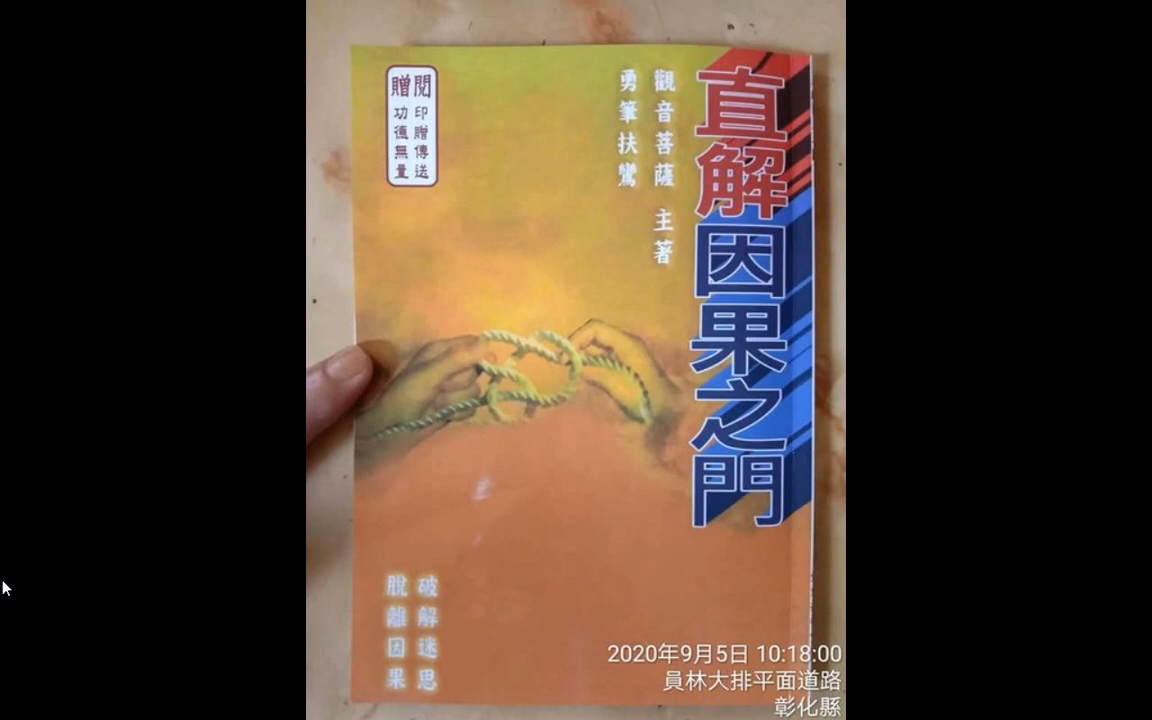 直解因果之門
觀音菩薩 主著
勇筆扶鸞
閱贈
印贈傳送
功德無量
破解迷思
脫離因果
2020年9月5日 10:18:00
員林大排平面道路
彰化縣